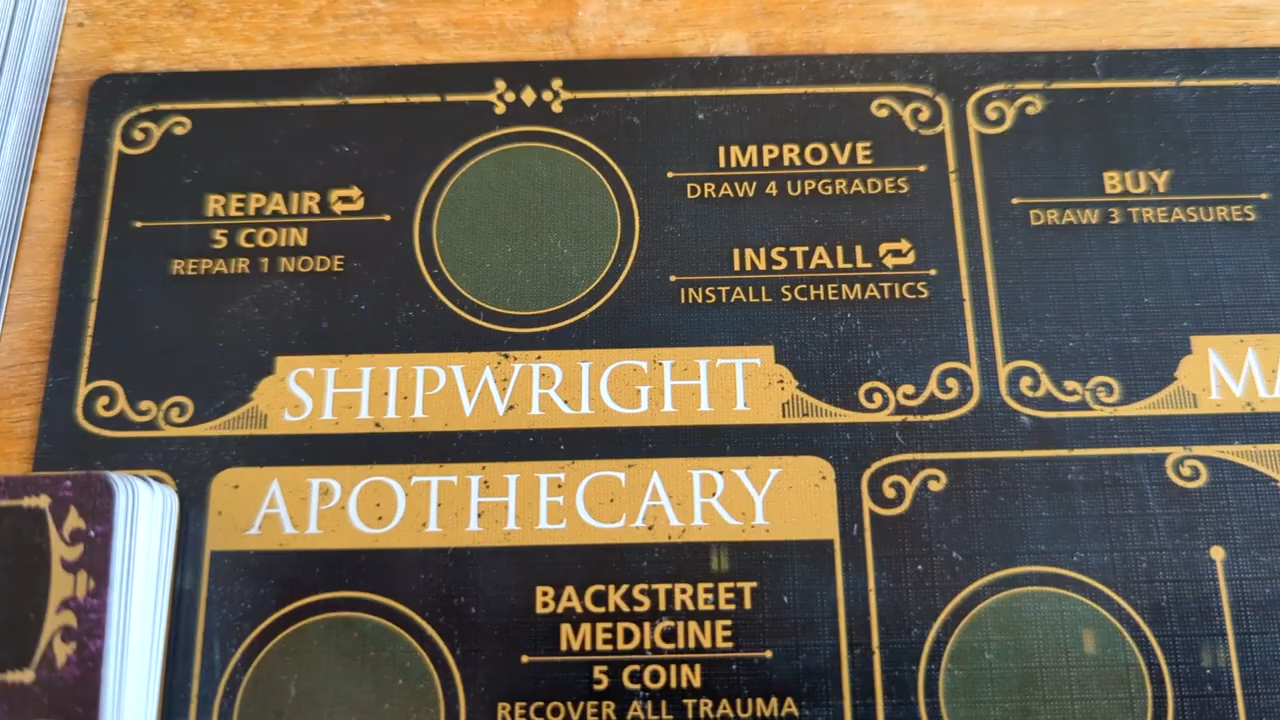 REPAIR
5 COIN
REPAIR 1 NODE
IMPROVE
DRAW 4 UPGRADES
INSTALL
INSTALL SCHEMATICS
SHIPWRIGHT
BUY
DRAW 3 TREASURES
APOTHECARY
BACKSTREET
MEDICINE
5 COIN
RECOVER ALL TRAUMA